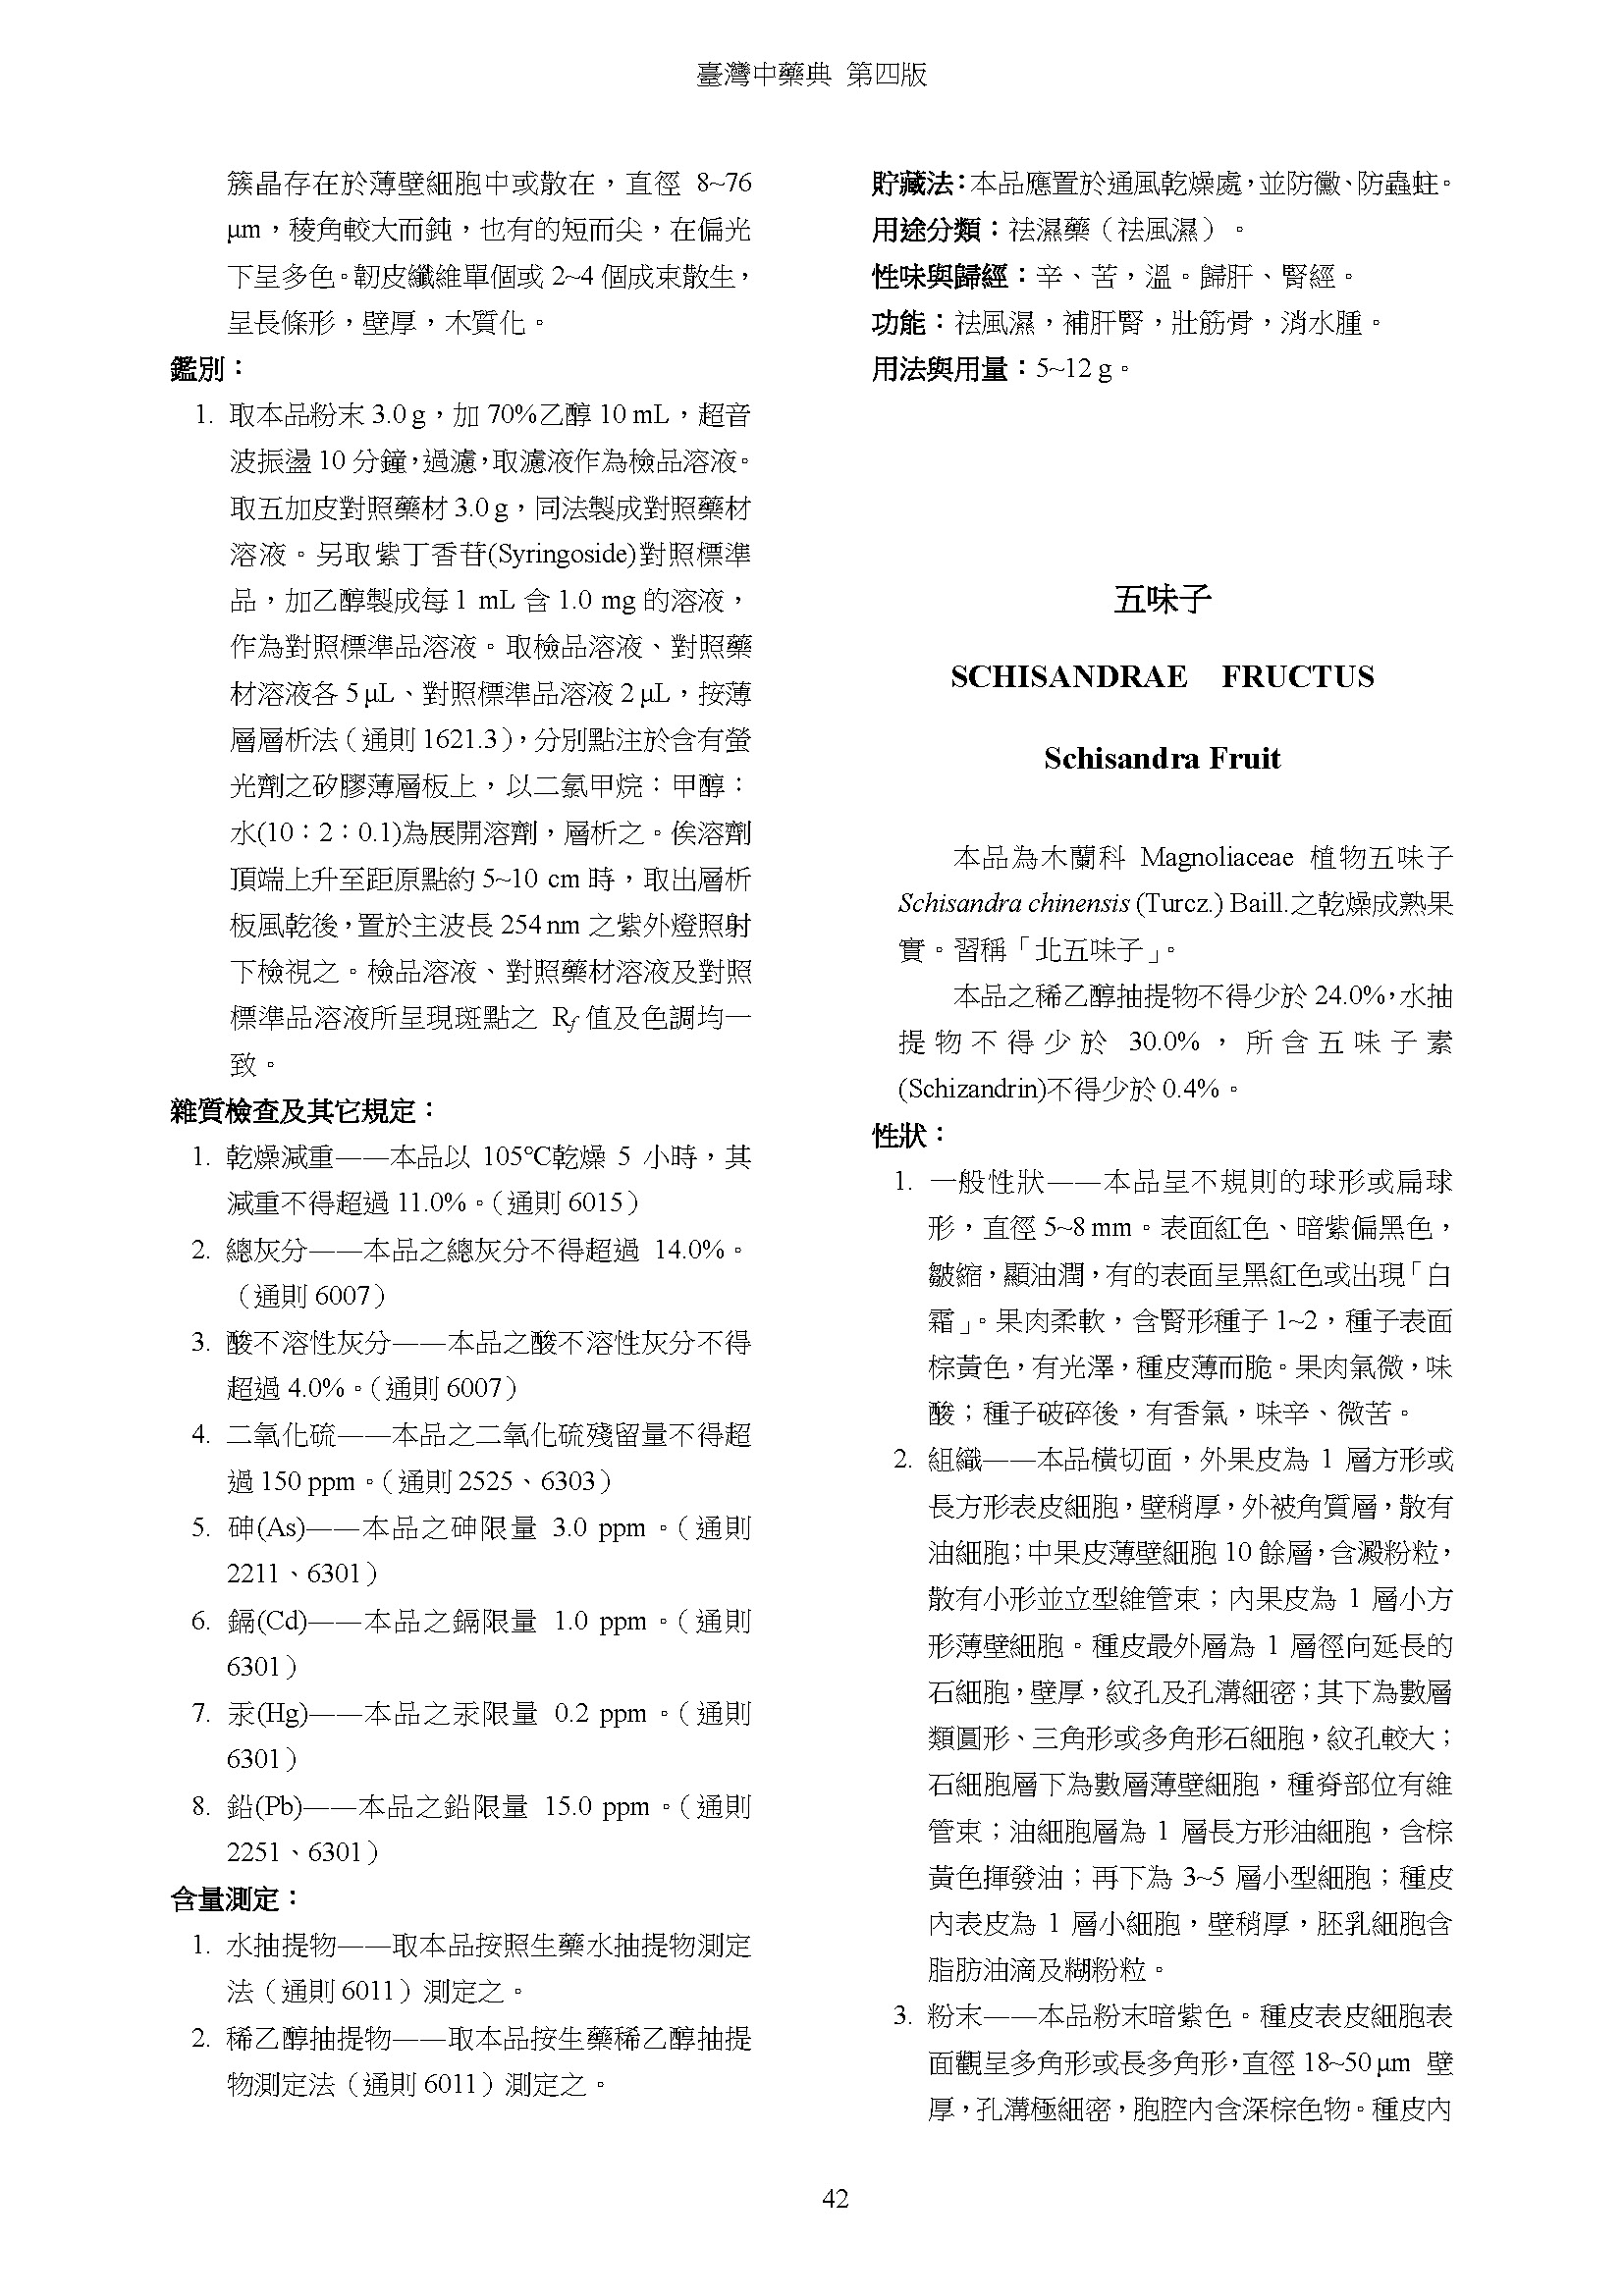 臺灣中藥典 第四版
簇晶存在於薄壁細胞中或散在，直徑 8~76
μm，稜角較大而鈍，也有的短而尖，在偏光
下呈多色。韌皮纖維單個或 2~4 個成束散生，
呈長條形，壁厚，木質化。
鑑別：
1. 取本品粉末 3.0 g，加 70%乙醇 10 mL，超音
波振盪 10 分鐘，過濾，取濾液作為檢品溶液。
取五加皮對照藥材 3.0 g，同法製成對照藥材
溶液。另取紫丁香苷(Syringoside)對照標準
品，加乙醇製成每 1 mL 含 1.0 mg 的溶液，
作為對照標準品溶液。取檢品溶液、對照藥
材溶液各 5 μL、對照標準品溶液 2 μL，按薄
層層析法（通則 1621.3），分別點注於含有螢
光劑之矽膠薄層板上，以二氯甲烷：甲醇：
水(10：2：0.1)為展開溶劑，層析之。俟溶劑
頂端上升至距原點約 5~10 cm 時，取出層析
板風乾後，置於主波長 254 nm 之紫外燈照射
下檢視之。檢品溶液、對照藥材溶液及對照
標準品溶液所呈現斑點之 Rf 值及色調均一
致。
雜質檢查及其它規定：
1. 乾燥減重——本品以 105℃乾燥 5 小時，其
減重不得超過 11.0%。（通則 6015）
2. 總灰分——本品之總灰分不得超過 14.0%。
（通則 6007）
3. 酸不溶性灰分——本品之酸不溶性灰分不得
超過 4.0%。（通則 6007）
4. 二氧化硫——本品之二氧化硫殘留量不得超
過 150 ppm。（通則 2525、6303）
5. 砷(As)——本品之砷限量 3.0 ppm。（通則
2211、6301）
6. 鎘(Cd)——本品之鎘限量 1.0 ppm。（通則
6301）
7. 汞(Hg)——本品之汞限量 0.2 ppm。（通則
6301）
8. 鉛(Pb)——本品之鉛限量 15.0 ppm。（通則
2251、6301）
含量測定：
1. 水抽提物——取本品按照生藥水抽提物測定
法（通則 6011）測定之。
2. 稀乙醇抽提物——取本品按生藥稀乙醇抽提
物測定法（通則 6011）測定之。
貯藏法：本品應置於通風乾燥處，並防黴、防蟲蛀。
用途分類：祛濕藥（祛風濕）。
性味與歸經：辛、苦，溫。歸肝、腎經。
功能：祛風濕，補肝腎，壯筋骨，消水腫。
用法與用量：5~12 g。
五味子
SCHISANDRAE FRUCTUS
Schisandra Fruit
本品為木蘭科 Magnoliaceae 植物五味子
Schisandra chinensis (Turcz.) Baill.之乾燥成熟果
實。習稱「北五味子」。
本品之稀乙醇抽提物不得少於 24.0%，水抽
提物不得少於 30.0%，所含五味子素
(Schizandrin)不得少於 0.4%。
性狀：
1. 一般性狀——本品呈不規則的球形或扁球
形，直徑 5~8 mm。表面紅色、暗紫偏黑色，
皺縮，顯油潤，有的表面呈黑紅色或出現「白
霜」。果肉柔軟，含腎形種子 1~2，種子表面
棕黃色，有光澤，種皮薄而脆。果肉氣微，味
酸；種子破碎後，有香氣，味辛、微苦。
2. 組織——本品橫切面，外果皮為 1 層方形或
長方形表皮細胞，壁稍厚，外被角質層，散有
油細胞；中果皮薄壁細胞 10 餘層，含澱粉粒，
散有小形並立型維管束；內果皮為 1 層小方
形薄壁細胞。種皮最外層為 1 層徑向延長的
石細胞，壁厚，紋孔及孔溝細密；其下為數層
類圓形、三角形或多角形石細胞，紋孔較大；
石細胞層下為數層薄壁細胞，種脊部位有維
管束；油細胞層為 1 層長方形油細胞，含棕
黃色揮發油；再下為 3~5 層小型細胞；種皮
內表皮為 1 層小細胞，壁稍厚，胚乳細胞含
脂肪油滴及糊粉粒。
3. 粉末——本品粉末暗紫色。種皮表皮細胞表
面觀呈多角形或長多角形，直徑 18~50 μm 壁
厚，孔溝極細密，胞腔內含深棕色物。種皮內
42